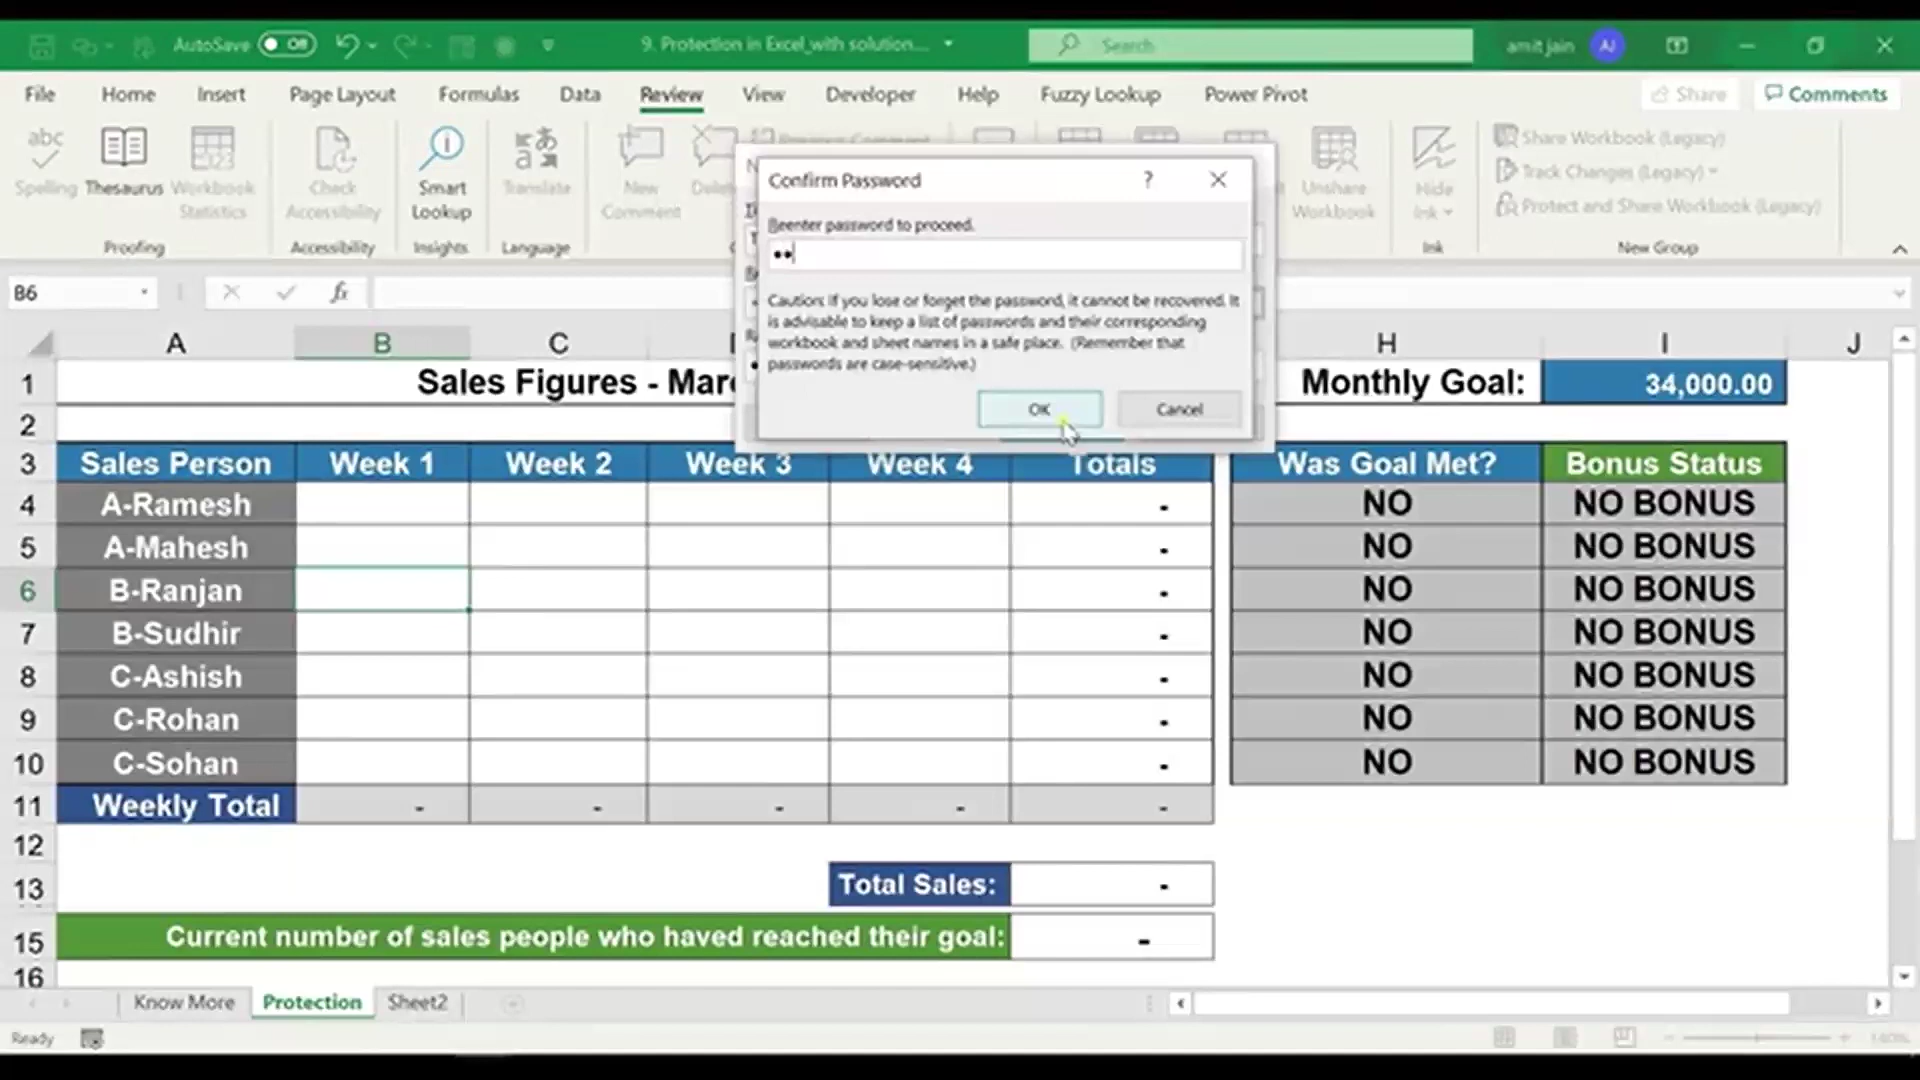 AutoSave Off 9. Protection in Excel_with solution... Search amit jain AJ
File Home Insert Page Layout Formulas Data Review View Developer Help Fuzzy Lookup Power Pivot Share Comments
abc
Spelling Thesaurus Workbook Statistics
Check Accessibility
Smart Lookup
Translate
New Comment
Unshare Workbook
Hide Ink
Share Workbook (Legacy)
Track Changes (Legacy)
Protect and Share Workbook (Legacy)
Proofing Accessibility Insights Language Ink New Group
Confirm Password ?
Reenter password to proceed.
••
Caution: If you lose or forget the password, it cannot be recovered. It
is advisable to keep a list of passwords and their corresponding
workbook and sheet names in a safe place. (Remember that
passwords are case-sensitive.)
OK Cancel
B6 fx
A B C H I J
1 Sales Figures - Marc Monthly Goal: 34,000.00
2
3 Sales Person Week 1 Week 2 Week 3 Week 4 Totals Was Goal Met? Bonus Status
4 A-Ramesh - NO NO BONUS
5 A-Mahesh - NO NO BONUS
6 B-Ranjan - NO NO BONUS
7 B-Sudhir - NO NO BONUS
8 C-Ashish - NO NO BONUS
9 C-Rohan - NO NO BONUS
10 C-Sohan - NO NO BONUS
11 Weekly Total - - - - -
12
13 Total Sales: -
15 Current number of sales people who haved reached their goal: -
16
Know More Protection Sheet2
Ready 140%